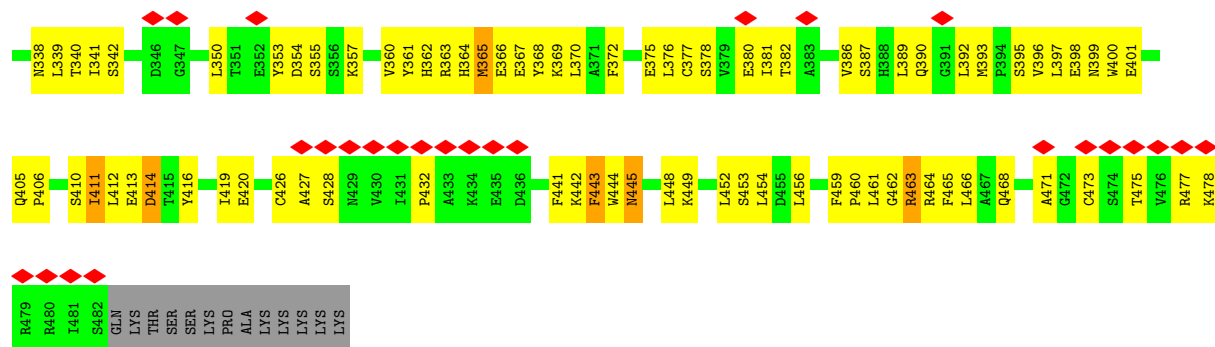 N338 L339 T340 I341 S342 D346 G347 L350 T351 E352 Y353 D354 S355 S356 K357 V360 Y361 H362 R363 H364 M365 E366 E367 Y368 K369 L370 A371 F372 E375 L376 C377 S378 V379 E380 I381 T382 A383 V386 S387 H388 L389 Q390 G391 L392 M393 P394 S395 V396 L397 E398 N399 W400 E401
Q405 P406 S410 I411 L412 E413 D414 T415 Y416 I419 E420 C426 A427 S428 N429 V430 I431 P432 A433 K434 E435 D436 F441 K442 F443 W444 N445 L448 K449 L452 S453 L454 D455 L456 F459 P460 L461 G462 R463 R464 F465 L466 A467 Q468 A471 G472 C473 S474 T475 V476 R477 K478
R479 R480 I481 S482 GLN LYS THR SER SER LYS PRO ALA LYS LYS LYS LYS LYS